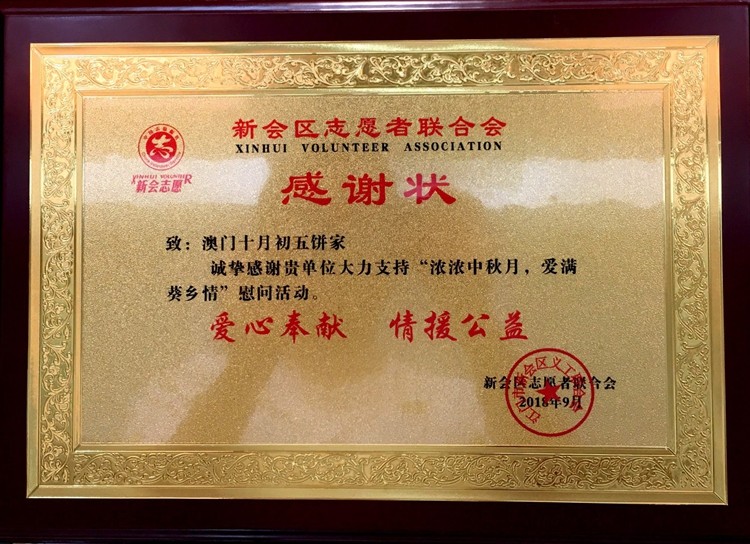 新会区志愿者联合会
XINHUI VOLUNTEER ASSOCIATION
XINHUI VOLUNTEER
新会志愿
感谢状
致：澳门十月初五饼家
诚挚感谢贵单位大力支持“浓浓中秋月，爱满
葵乡情”慰问活动。
爱心奉献 情援公益
新会区志愿者联合会
2018年9月